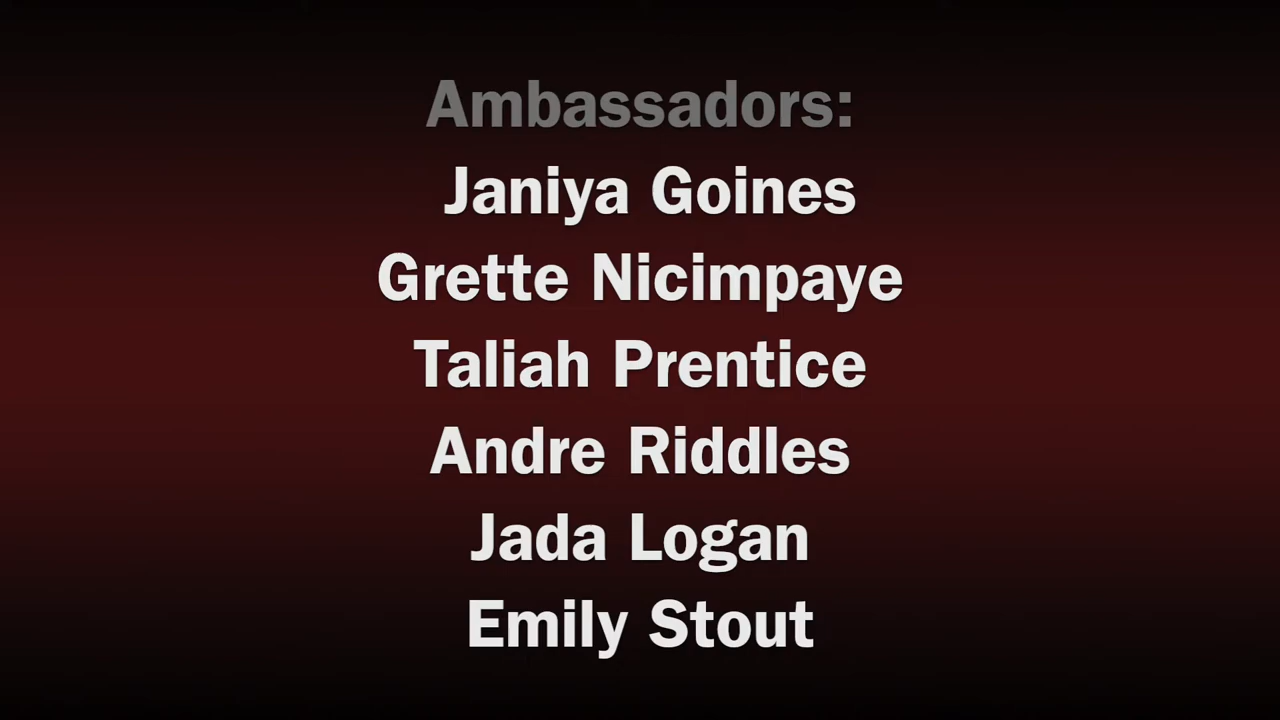 Ambassadors:
Janiya Goines
Grette Nicimpaye
Taliah Prentice
Andre Riddles
Jada Logan
Emily Stout